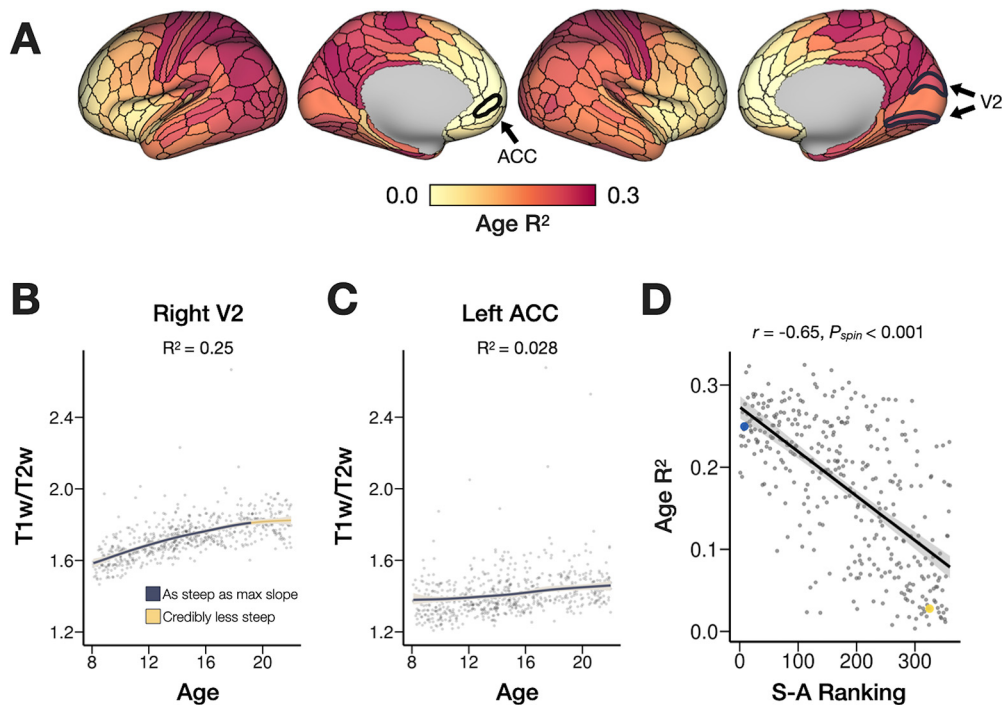 A
ACC
V2
0.0
0.3
Age R²
B
Right V2
R² = 0.25
T1w/T2w
2.4
2.0
1.6
1.2
As steep as max slope
Credibly less steep
8
12
16
20
Age
C
Left ACC
R² = 0.028
T1w/T2w
2.4
2.0
1.6
1.2
8
12
16
20
Age
D
r = -0.65, Pspin < 0.001
Age R²
0.3
0.2
0.1
0.0
0
100
200
300
S-A Ranking